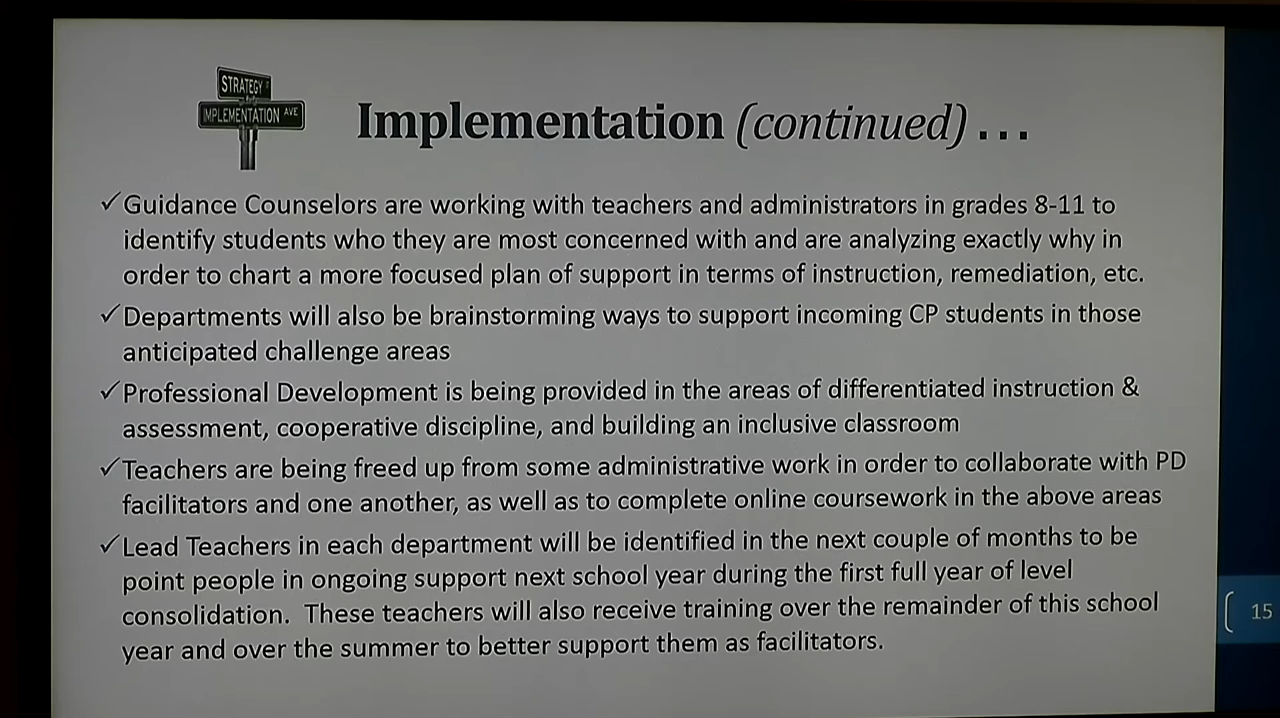 STRATEGY
IMPLEMENTATION AVE
Implementation (continued) . . .
✓Guidance Counselors are working with teachers and administrators in grades 8-11 to
identify students who they are most concerned with and are analyzing exactly why in
order to chart a more focused plan of support in terms of instruction, remediation, etc.
✓Departments will also be brainstorming ways to support incoming CP students in those
anticipated challenge areas
✓Professional Development is being provided in the areas of differentiated instruction &
assessment, cooperative discipline, and building an inclusive classroom
✓Teachers are being freed up from some administrative work in order to collaborate with PD
facilitators and one another, as well as to complete online coursework in the above areas
✓Lead Teachers in each department will be identified in the next couple of months to be
point people in ongoing support next school year during the first full year of level
consolidation.  These teachers will also receive training over the remainder of this school
year and over the summer to better support them as facilitators.
15